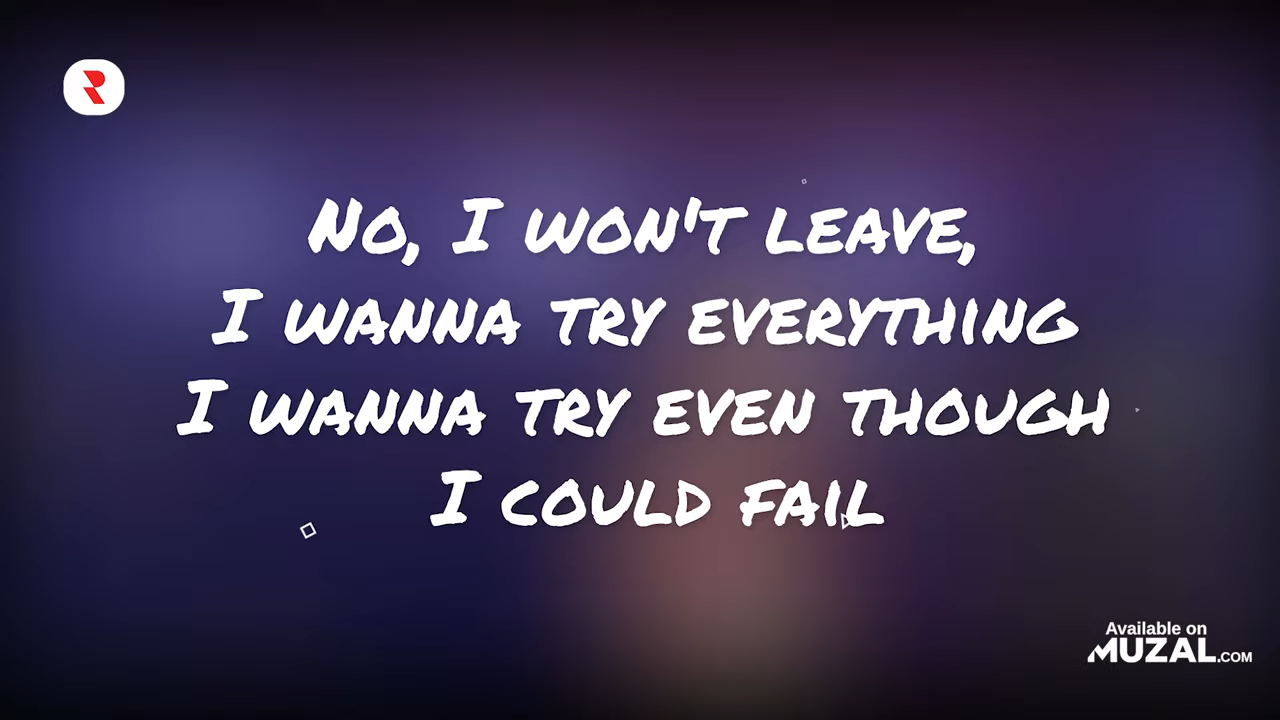 R
No, I won't leave,
I wanna try everything
I wanna try even though
I could fail
Available on
MUZAL.COM